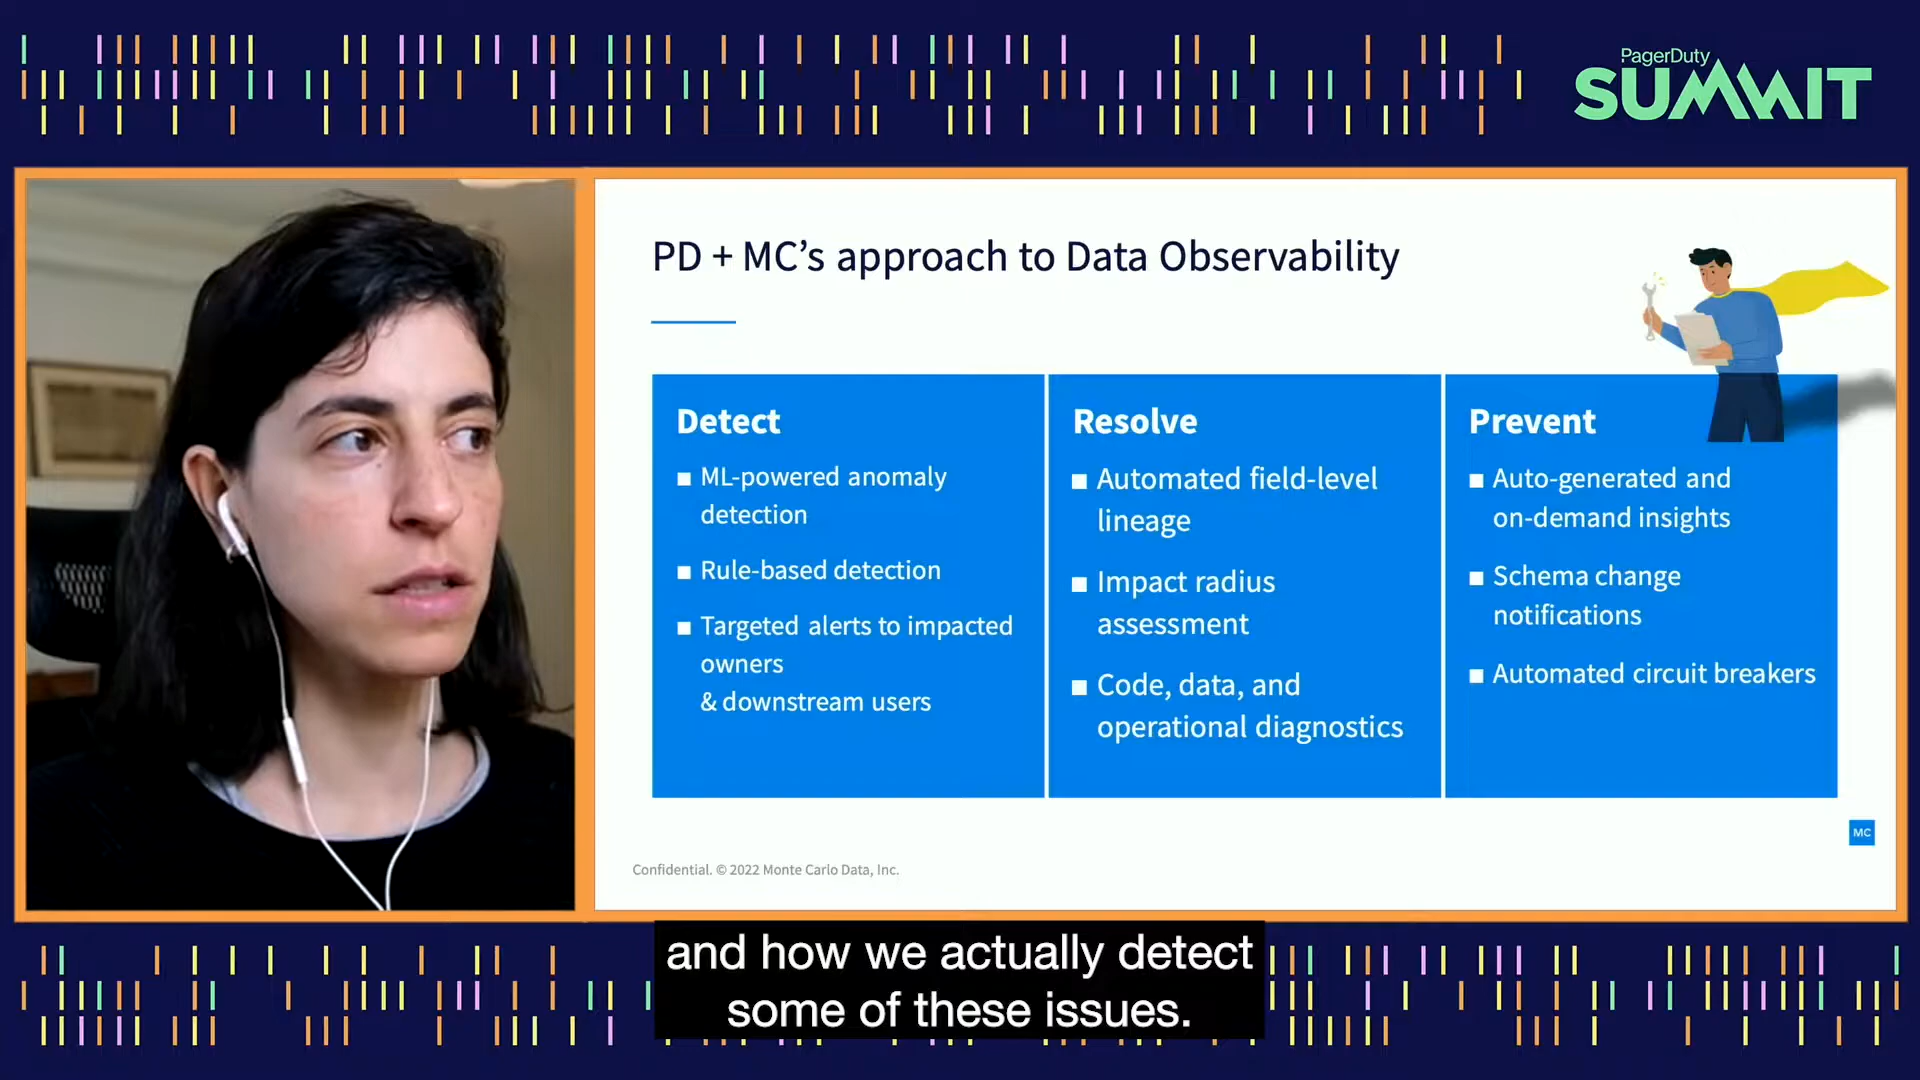 PagerDuty
SUMMIT
PD + MC’s approach to Data Observability
Detect
■ ML-powered anomaly
detection
■ Rule-based detection
■ Targeted alerts to impacted
owners
& downstream users
Resolve
■ Automated field-level
lineage
■ Impact radius
assessment
■ Code, data, and
operational diagnostics
Prevent
■ Auto-generated and
on-demand insights
■ Schema change
notifications
■ Automated circuit breakers
MC
Confidential. © 2022 Monte Carlo Data, Inc.
and how we actually detect
some of these issues.